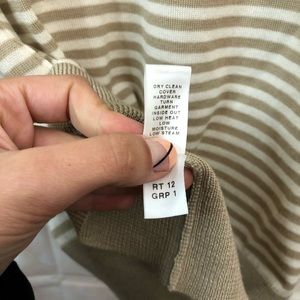 DRY CLEAN
COVER
HARDWARE
TURN
GARMENT
INSIDE OUT
LOW HEAT
LOW
MOISTURE,
LOW STEAM
RT 12
GRP 1